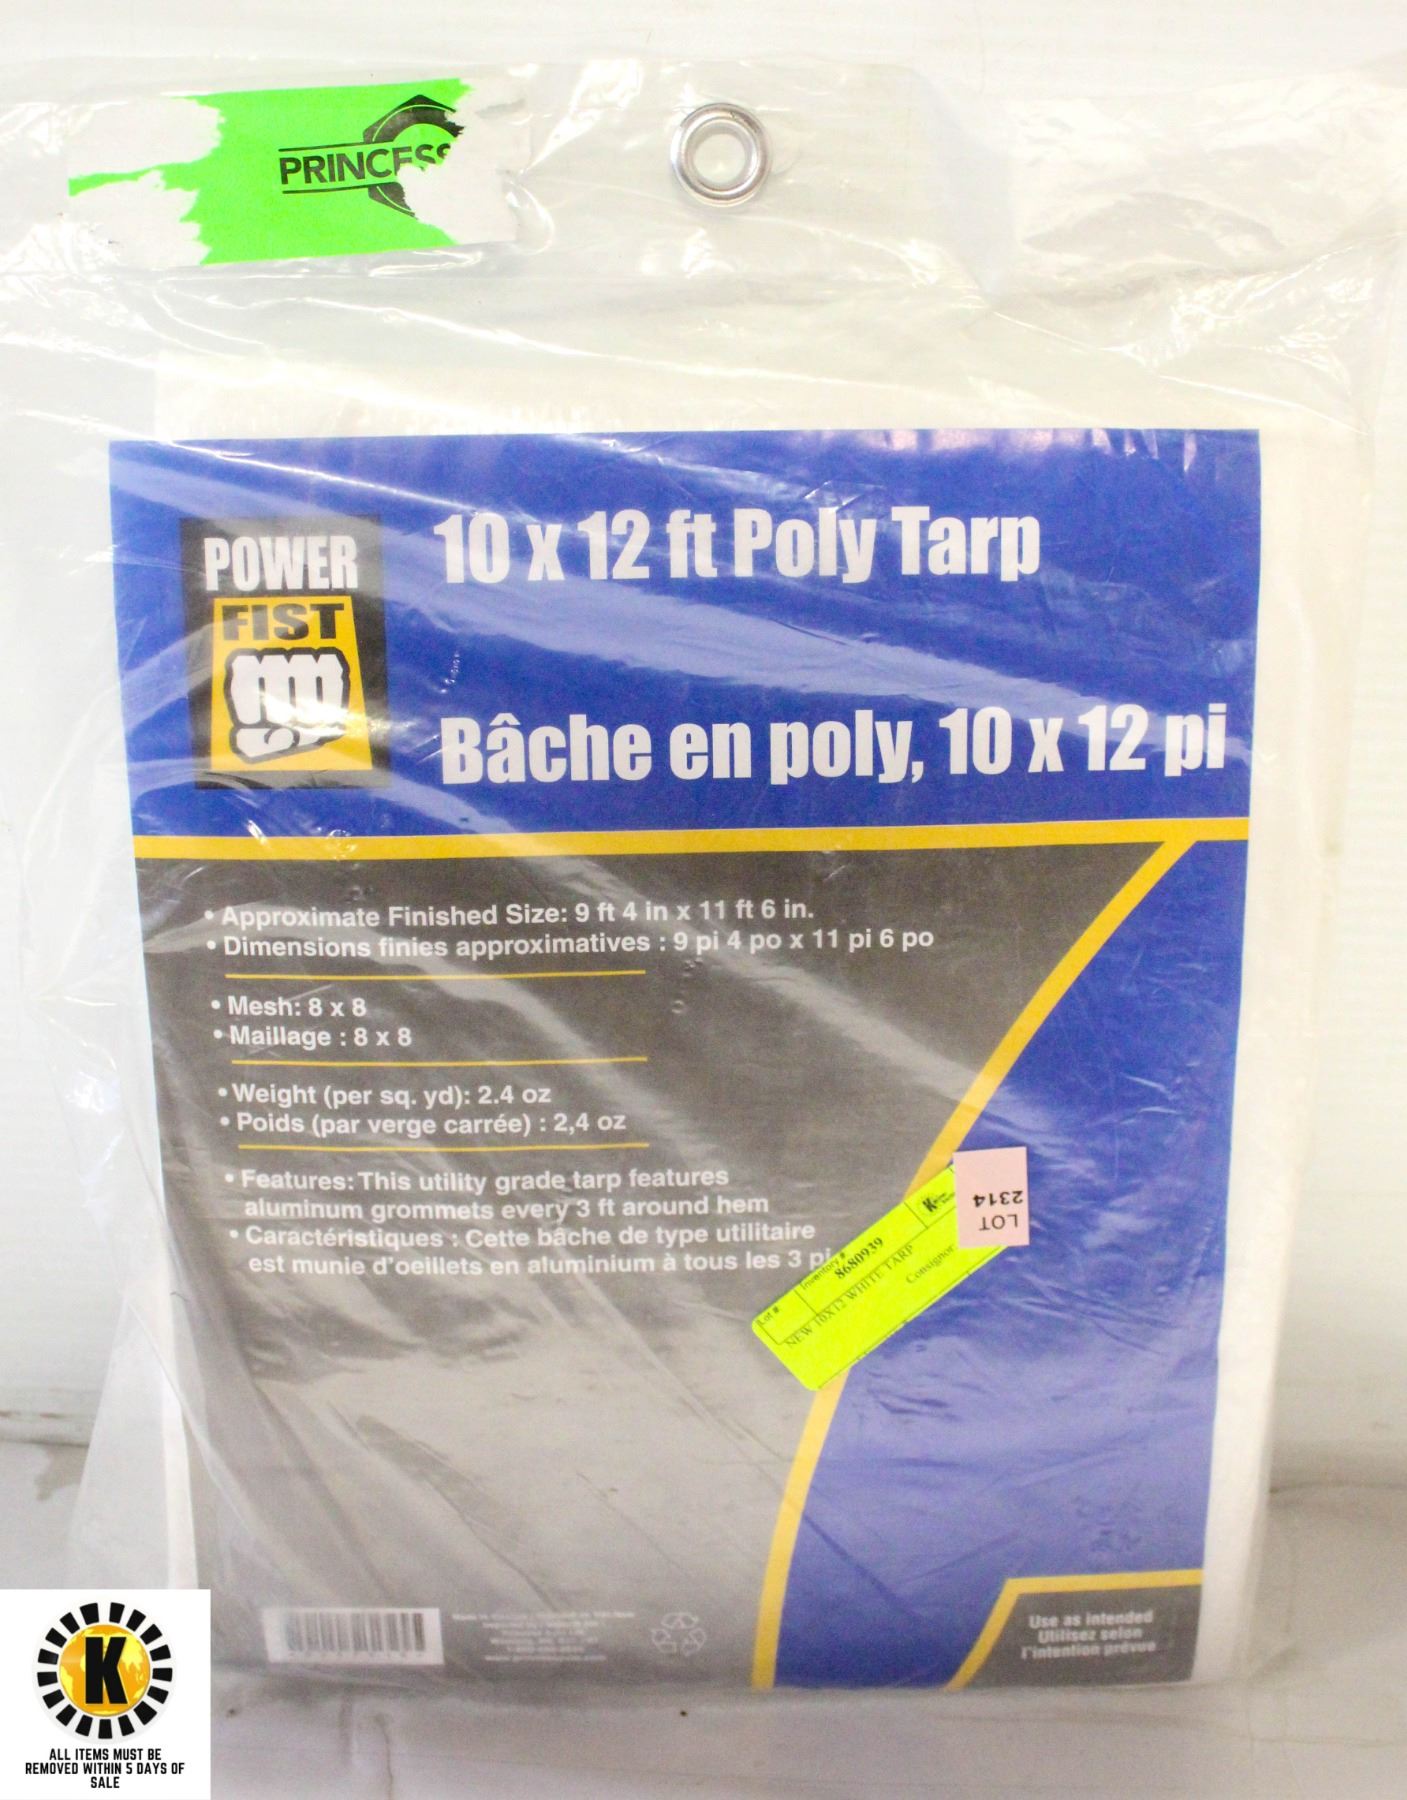 PRINCESS
POWER
FIST
10 x 12 ft Poly Tarp
Bâche en poly, 10 x 12 pi
• Approximate Finished Size: 9 ft 4 in x 11 ft 6 in.
• Dimensions finies approximatives : 9 pi 4 po x 11 pi 6 po
• Mesh: 8 x 8
• Maillage : 8 x 8
• Weight (per sq. yd): 2.4 oz
• Poids (par verge carrée) : 2,4 oz
• Features: This utility grade tarp features
aluminum grommets every 3 ft around hem
• Caractéristiques : Cette bâche de type utilitaire
est munie d'oeillets en aluminium à tous les 3 pi
Lot #
Inventory #
8680939
NEW 10X12 WHITE TARP
Consignor:
K
LOT
2314
Use as intended
Utilisez selon
l'intention prévue
K
ALL ITEMS MUST BE
REMOVED WITHIN 5 DAYS OF
SALE